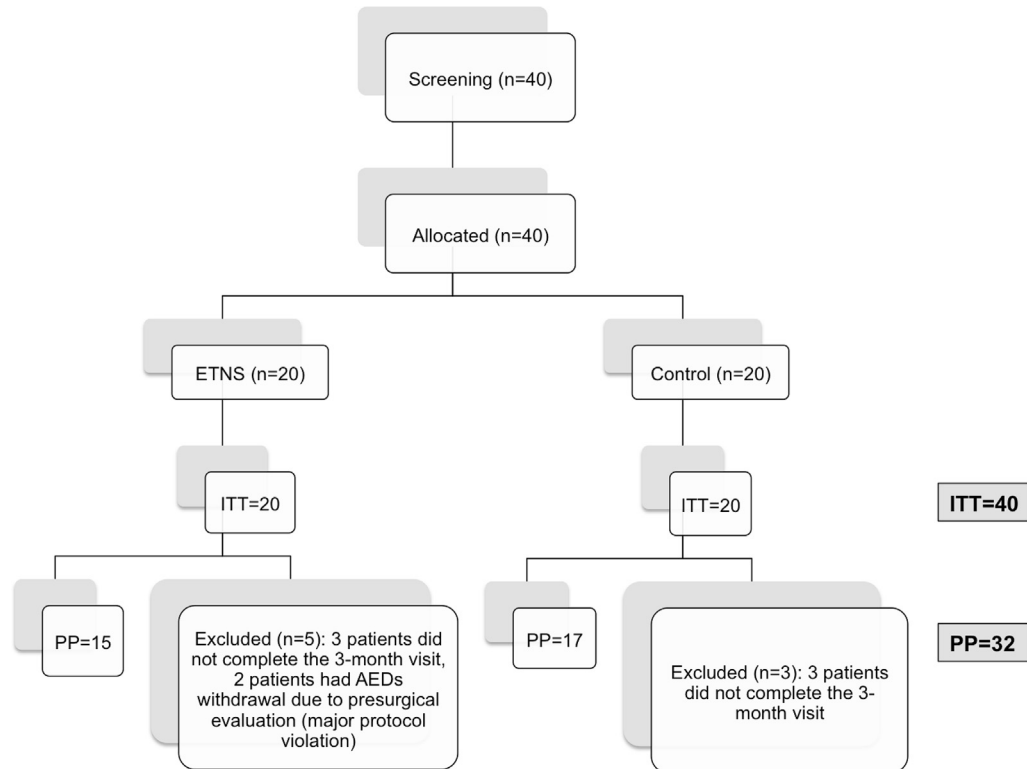 Screening (n=40)
Allocated (n=40)
ETNS (n=20)
Control (n=20)
ITT=20
ITT=20
ITT=40
PP=15
Excluded (n=5): 3 patients did
not complete the 3-month visit,
2 patients had AEDs
withdrawal due to presurgical
evaluation (major protocol
violation)
PP=17
Excluded (n=3): 3 patients
did not complete the 3-
month visit
PP=32